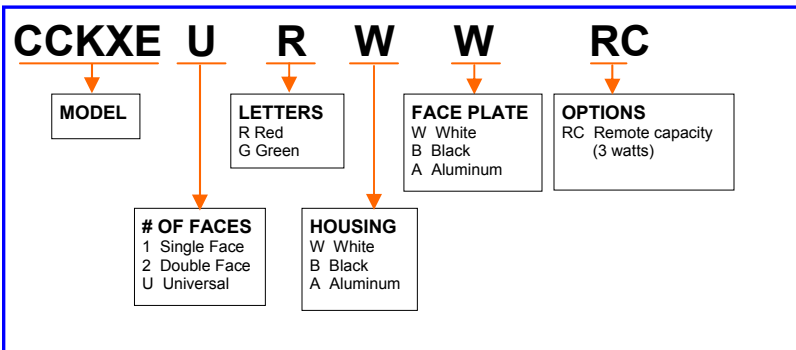 CCKXE U R W W RC
MODEL
LETTERS
R Red
G Green
FACE PLATE
W White
B Black
A Aluminum
OPTIONS
RC Remote capacity
(3 watts)
# OF FACES
1 Single Face
2 Double Face
U Universal
HOUSING
W White
B Black
A Aluminum